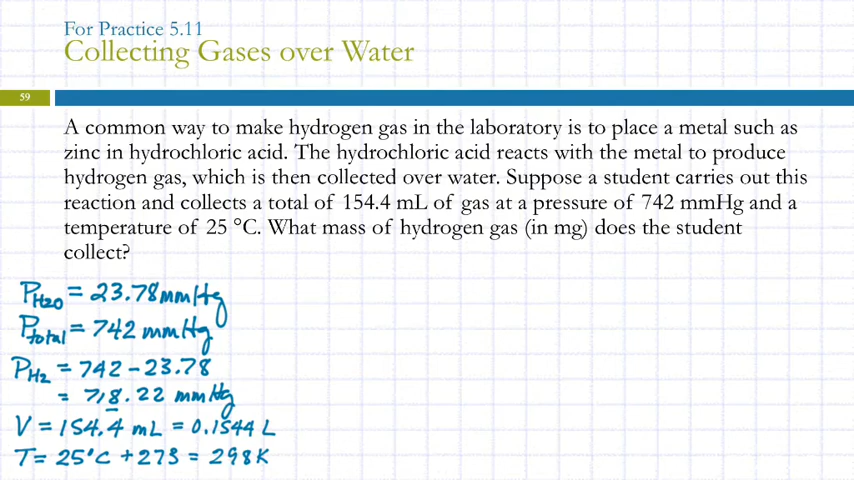 For Practice 5.11
Collecting Gases over Water
59
A common way to make hydrogen gas in the laboratory is to place a metal such as
zinc in hydrochloric acid. The hydrochloric acid reacts with the metal to produce
hydrogen gas, which is then collected over water. Suppose a student carries out this
reaction and collects a total of 154.4 mL of gas at a pressure of 742 mmHg and a
temperature of 25 °C. What mass of hydrogen gas (in mg) does the student
collect?
P_H2O = 23.78 mmHg
P_total = 742 mmHg
P_H2 = 742 - 23.78
= 718.22 mmHg
V = 154.4 mL = 0.1544 L
T = 25°C + 273 = 298 K